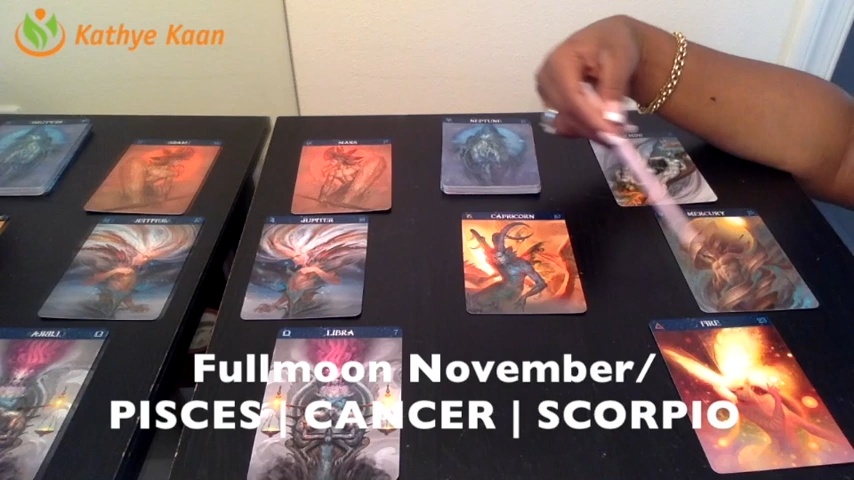 Kathye Kaan
NEPTUNE
MARS
MERCURY
JUPITER
CAPRICORN
LIBRA
FIRE
Fullmoon November/
PISCES | CANCER | SCORPIO